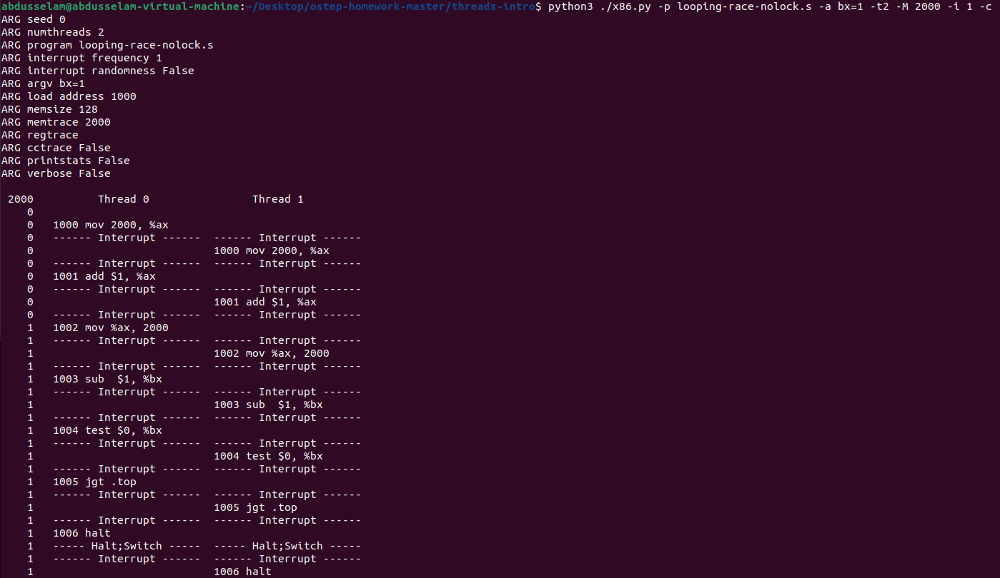 abdusselam@abdusselam-virtual-machine:~/Desktop/ostep-homework-master/threads-intro$ python3 ./x86.py -p looping-race-nolock.s -a bx=1 -t2 -M 2000 -i 1 -c
ARG seed 0
ARG numthreads 2
ARG program looping-race-nolock.s
ARG interrupt frequency 1
ARG interrupt randomness False
ARG argv bx=1
ARG load address 1000
ARG memsize 128
ARG memtrace 2000
ARG regtrace
ARG cctrace False
ARG printstats False
ARG verbose False
 2000          Thread 0                Thread 1
    0
    0   1000 mov 2000, %ax
    0   ------ Interrupt ------  ------ Interrupt ------
    0                            1000 mov 2000, %ax
    0   ------ Interrupt ------  ------ Interrupt ------
    0   1001 add $1, %ax
    0   ------ Interrupt ------  ------ Interrupt ------
    0                            1001 add $1, %ax
    0   ------ Interrupt ------  ------ Interrupt ------
    1   1002 mov %ax, 2000
    1   ------ Interrupt ------  ------ Interrupt ------
    1                            1002 mov %ax, 2000
    1   ------ Interrupt ------  ------ Interrupt ------
    1   1003 sub  $1, %bx
    1   ------ Interrupt ------  ------ Interrupt ------
    1                            1003 sub  $1, %bx
    1   ------ Interrupt ------  ------ Interrupt ------
    1   1004 test $0, %bx
    1   ------ Interrupt ------  ------ Interrupt ------
    1                            1004 test $0, %bx
    1   ------ Interrupt ------  ------ Interrupt ------
    1   1005 jgt .top
    1   ------ Interrupt ------  ------ Interrupt ------
    1                            1005 jgt .top
    1   ------ Interrupt ------  ------ Interrupt ------
    1   1006 halt
    1   ----- Halt;Switch -----  ----- Halt;Switch -----
    1   ------ Interrupt ------  ------ Interrupt ------
    1                            1006 halt